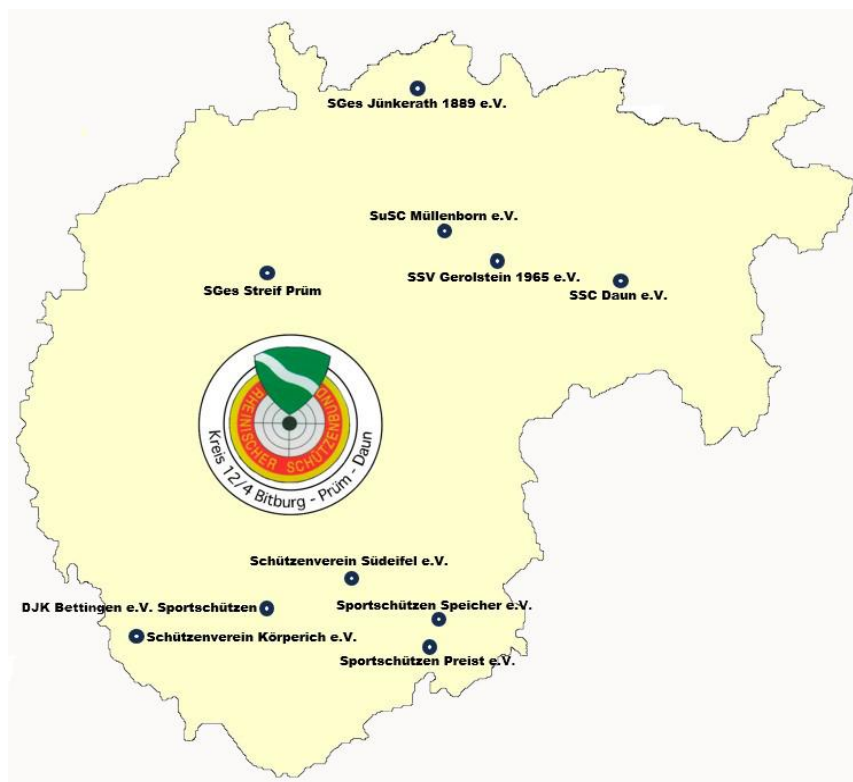 SGes Jünkerath 1889 e.V.
SuSC Müllenborn e.V.
SSV Gerolstein 1965 e.V.
SGes Streif Prüm
SSC Daun e.V.
RHEINISCHER SCHÜTZENBUND
Kreis 12/4 Bitburg - Prüm - Daun
Schützenverein Südeifel e.V.
DJK Bettingen e.V. Sportschützen
Sportschützen Speicher e.V.
Schützenverein Körperich e.V.
Sportschützen Preist e.V.